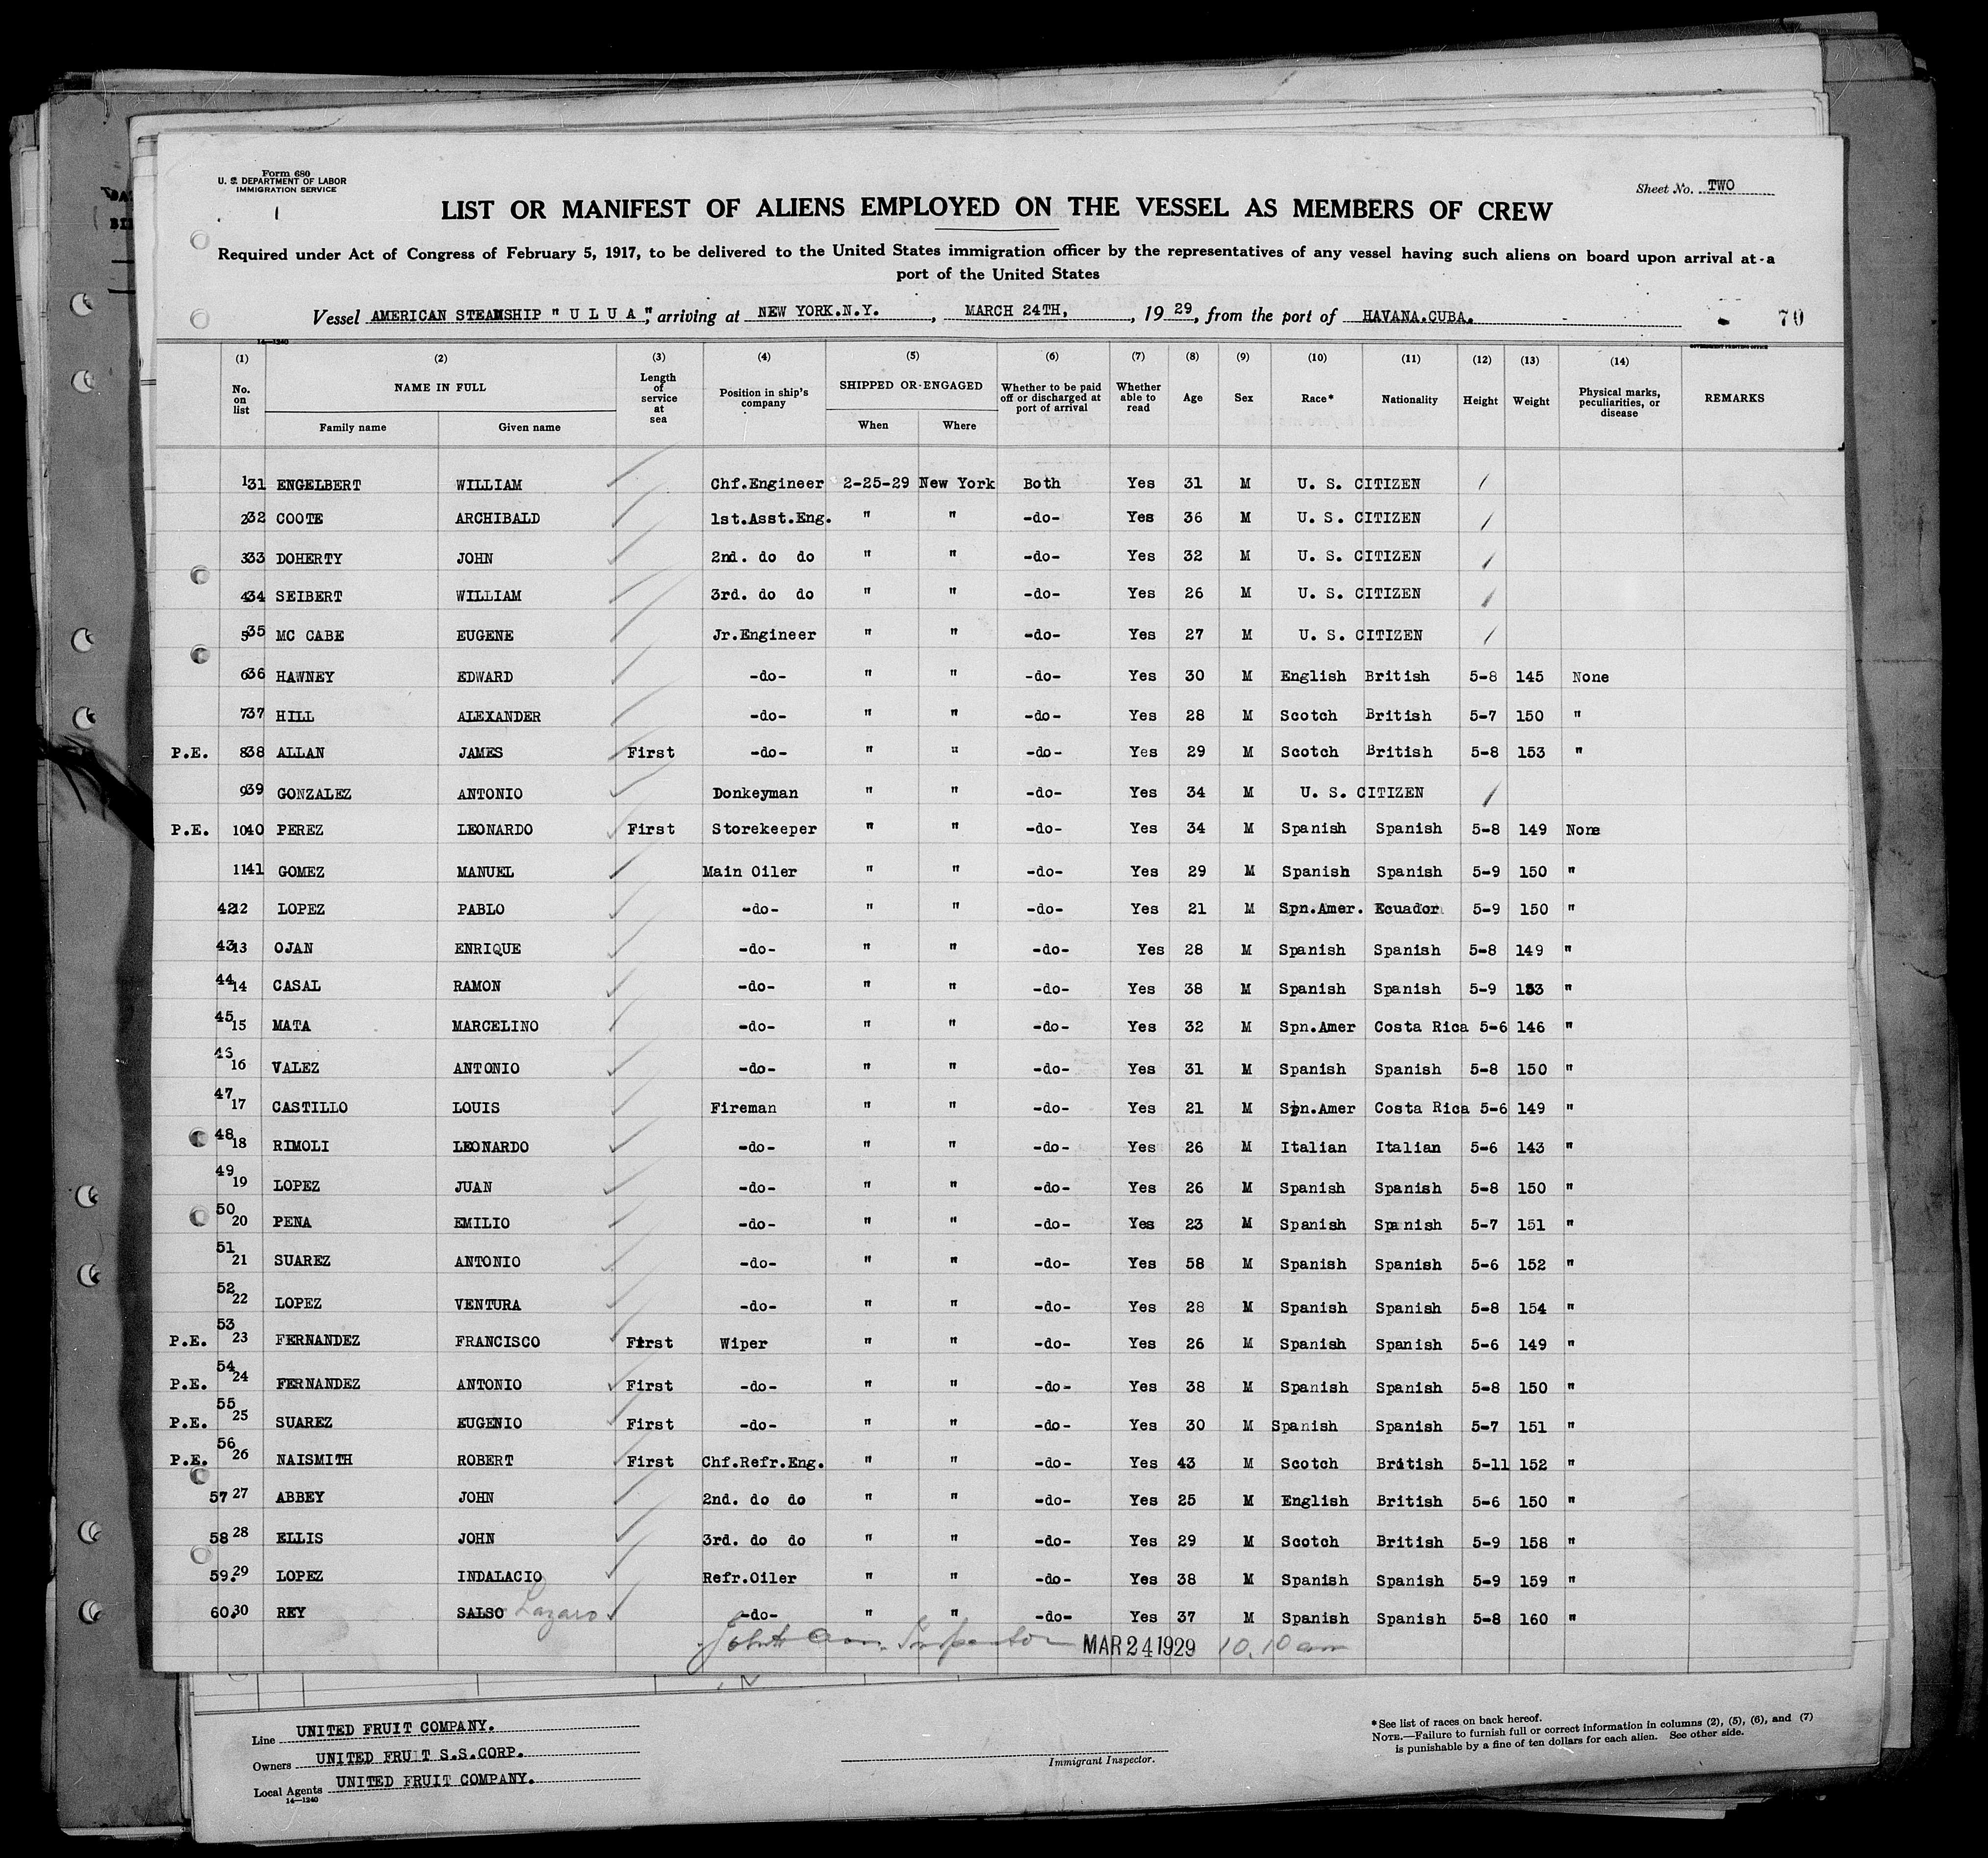 Form 680
U. S. DEPARTMENT OF LABOR
IMMIGRATION SERVICE
Sheet No. TWO
LIST OR MANIFEST OF ALIENS EMPLOYED ON THE VESSEL AS MEMBERS OF CREW
Required under Act of Congress of February 5, 1917, to be delivered to the United States immigration officer by the representatives of any vessel having such aliens on board upon arrival at a
port of the United States
Vessel AMERICAN STEAMSHIP "ULUA", arriving at NEW YORK.N.Y. , MARCH 24TH, , 19 29, from the port of HAVANA.CUBA. 70
14—1240 GOVERNMENT PRINTING OFFICE
(1) No. on list (2) NAME IN FULL Family name Given name (3) Length of service at sea (4) Position in ship's company (5) SHIPPED OR ENGAGED When Where (6) Whether to be paid off or discharged at port of arrival (7) Whether able to read (8) Age (9) Sex (10) Race* (11) Nationality (12) Height (13) Weight (14) Physical marks, peculiarities, or disease REMARKS
1 31 ENGELBERT WILLIAM Chf.Engineer 2-25-29 New York Both Yes 31 M U. S. CITIZEN
2 32 COOTE ARCHIBALD 1st.Asst.Eng. " " -do- Yes 36 M U. S. CITIZEN
3 33 DOHERTY JOHN 2nd. do do " " -do- Yes 32 M U. S. CITIZEN
4 34 SEIBERT WILLIAM 3rd. do do " " -do- Yes 26 M U. S. CITIZEN
5 35 MC CABE EUGENE Jr.Engineer " " -do- Yes 27 M U. S. CITIZEN
6 36 HAWNEY EDWARD -do- " " -do- Yes 30 M English British 5-8 145 None
7 37 HILL ALEXANDER -do- " " -do- Yes 28 M Scotch British 5-7 150 "
P.E. 8 38 ALLAN JAMES First -do- " " -do- Yes 29 M Scotch British 5-8 153 "
9 39 GONZALEZ ANTONIO Donkeyman " " -do- Yes 34 M U. S. CITIZEN
P.E. 10 40 PEREZ LEONARDO First Storekeeper " " -do- Yes 34 M Spanish Spanish 5-8 149 None
11 41 GOMEZ MANUEL Main Oiler " " -do- Yes 29 M Spanish Spanish 5-9 150 "
42 12 LOPEZ PABLO -do- " " -do- Yes 21 M Spn.Amer. Ecuador 5-9 150 "
43 13 OJAN ENRIQUE -do- " " -do- Yes 28 M Spanish Spanish 5-8 149 "
44 14 CASAL RAMON -do- " " -do- Yes 38 M Spanish Spanish 5-9 153 "
45 15 MATA MARCELINO -do- " " -do- Yes 32 M Spn.Amer Costa Rica 5-6 146 "
46 16 VALEZ ANTONIO -do- " " -do- Yes 31 M Spanish Spanish 5-8 150 "
47 17 CASTILLO LOUIS Fireman " " -do- Yes 21 M Spn.Amer Costa Rica 5-6 149 "
48 18 RIMOLI LEONARDO -do- " " -do- Yes 26 M Italian Italian 5-6 143 "
49 19 LOPEZ JUAN -do- " " -do- Yes 26 M Spanish Spanish 5-8 150 "
50 20 PENA EMILIO -do- " " -do- Yes 23 M Spanish Spanish 5-7 151 "
51 21 SUAREZ ANTONIO -do- " " -do- Yes 58 M Spanish Spanish 5-6 152 "
52 22 LOPEZ VENTURA -do- " " -do- Yes 28 M Spanish Spanish 5-8 154 "
P.E. 53 23 FERNANDEZ FRANCISCO First Wiper " " -do- Yes 26 M Spanish Spanish 5-6 149 "
P.E. 54 24 FERNANDEZ ANTONIO First -do- " " -do- Yes 38 M Spanish Spanish 5-8 150 "
P.E. 55 25 SUAREZ EUGENIO First -do- " " -do- Yes 30 M Spanish Spanish 5-7 151 "
P.E. 56 26 NAISMITH ROBERT First Chf.Refr.Eng. " " -do- Yes 43 M Scotch British 5-11 152 "
57 27 ABBEY JOHN 2nd. do do " " -do- Yes 25 M English British 5-6 150 "
58 28 ELLIS JOHN 3rd. do do " " -do- Yes 29 M Scotch British 5-9 158 "
59. 29 LOPEZ INDALACIO Refr.Oiler " " -do- Yes 38 M Spanish Spanish 5-9 159 "
60. 30 REY SALSO Lazaro -do- " " -do- Yes 37 M Spanish Spanish 5-8 160 "
Inspector MAR 24 1929 10.10 am
Line UNITED FRUIT COMPANY.
Owners UNITED FRUIT S.S.CORP.
Local Agents UNITED FRUIT COMPANY.
14—1240
Immigrant Inspector.
*See list of races on back hereof.
NOTE.—Failure to furnish full or correct information in columns (2), (5), (6), and (7)
is punishable by a fine of ten dollars for each alien. See other side.